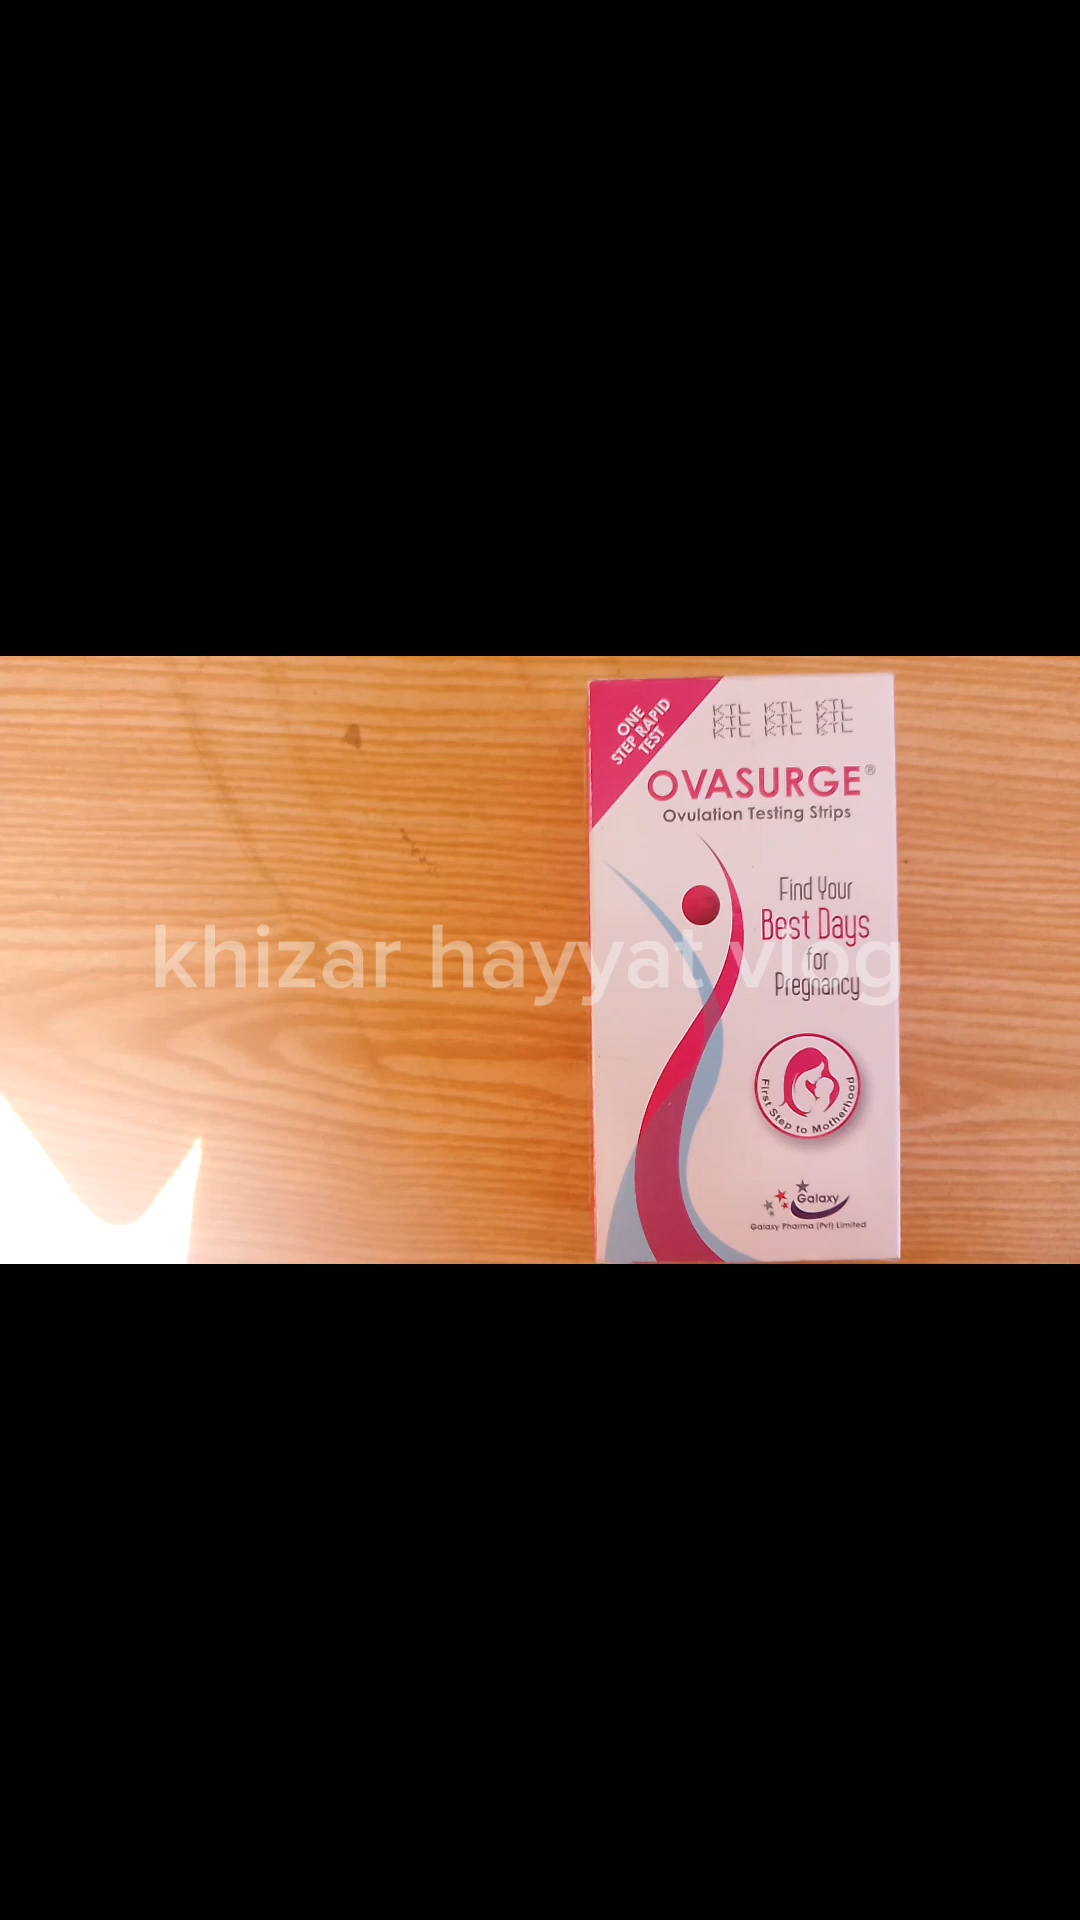 ONE
STEP RAPID
TEST
KTL KTL KTL
KTL KTL KTL
KTL KTL KTL
OVASURGE®
Ovulation Testing Strips
Find Your
Best Days
for
Pregnancy
khizar hayyat vlog
First Step to Motherhood
Galaxy
Galaxy Pharma (Pvt) Limited